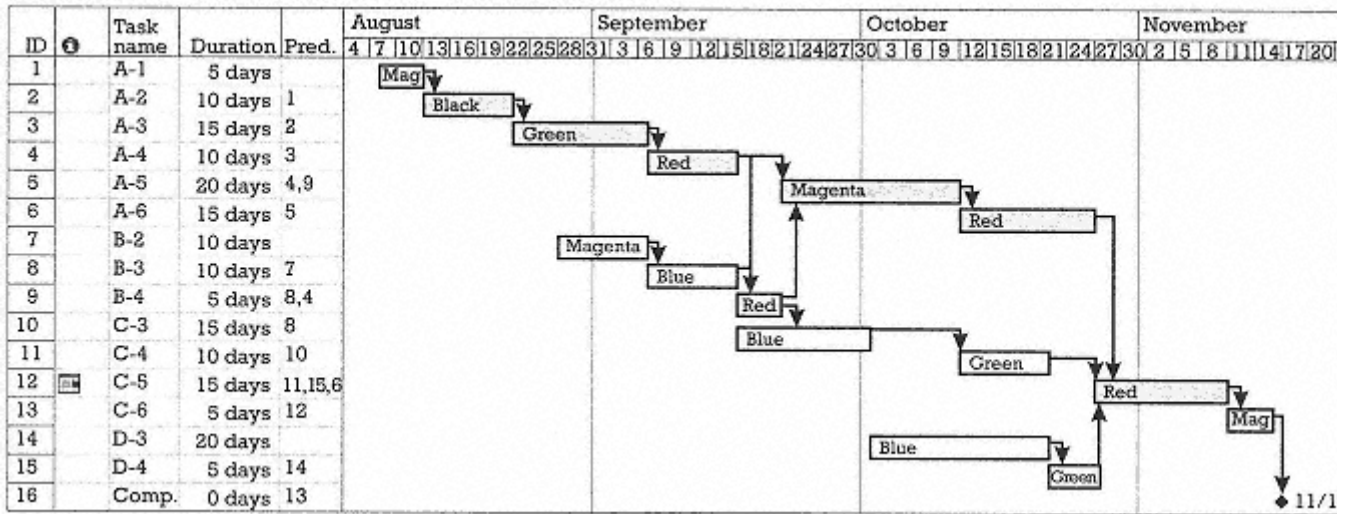 August September October November
ID Task name Duration Pred. 4 7 10 13 16 19 22 25 28 31 3 6 9 12 15 18 21 24 27 30 3 6 9 12 15 18 21 24 27 30 2 5 8 11 14 17 20
1 A-1 5 days Mag
2 A-2 10 days 1 Black
3 A-3 15 days 2 Green
4 A-4 10 days 3 Red
5 A-5 20 days 4,9 Magenta
6 A-6 15 days 5 Red
7 B-2 10 days Magenta
8 B-3 10 days 7 Blue
9 B-4 5 days 8,4 Red
10 C-3 15 days 8 Blue
11 C-4 10 days 10 Green
12 C-5 15 days 11,15,6 Red
13 C-6 5 days 12 Mag
14 D-3 20 days Blue
15 D-4 5 days 14 Green
16 Comp. 0 days 13 11/1